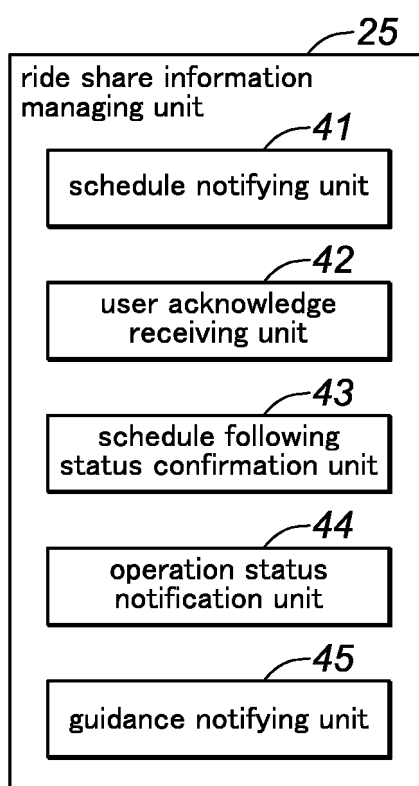 25
ride share information
managing unit
41
schedule notifying unit
42
user acknowledge
receiving unit
43
schedule following
status confirmation unit
44
operation status
notification unit
45
guidance notifying unit